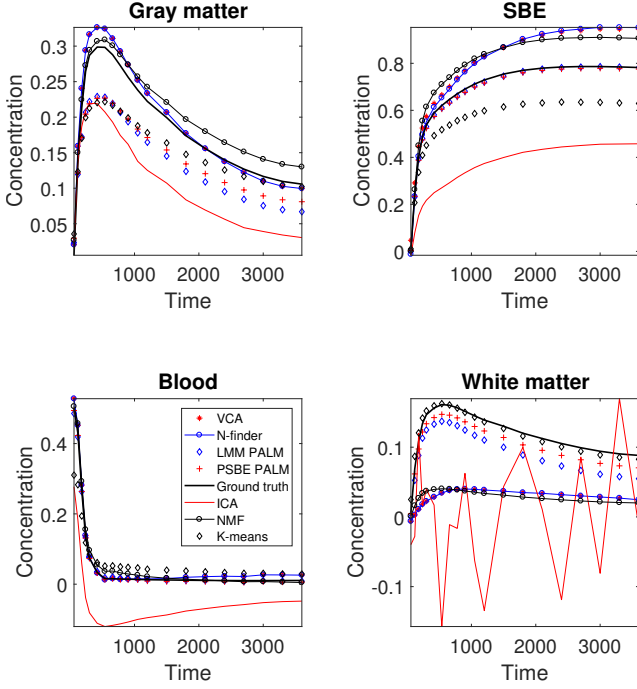 Gray matter
Concentration
0.3
0.25
0.2
0.15
0.1
0.05
1000 2000 3000
Time
SBE
Concentration
0.8
0.6
0.4
0.2
0
1000 2000 3000
Time
Blood
Concentration
0.4
0.2
0
VCA
N-finder
LMM PALM
PSBE PALM
Ground truth
ICA
NMF
K-means
1000 2000 3000
Time
White matter
Concentration
0.1
0
-0.1
1000 2000 3000
Time